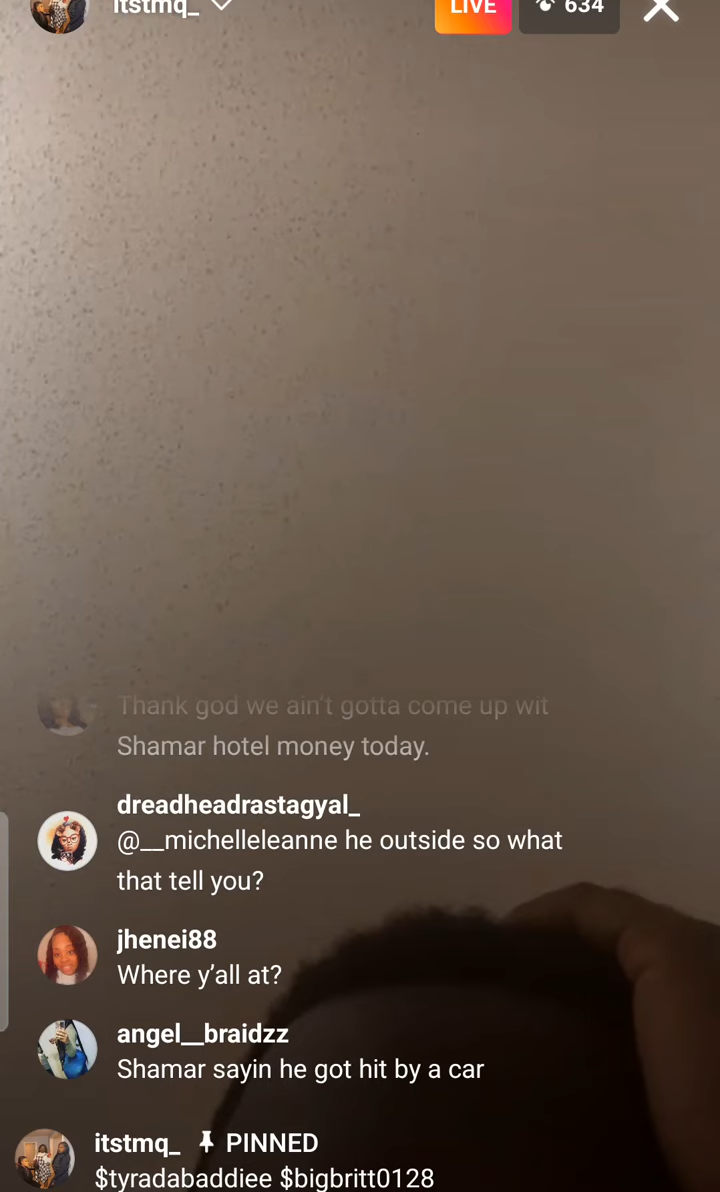 itstmq_
LIVE 634
Thank god we ain't gotta come up wit
Shamar hotel money today.
dreadheadrastagyal_
@__michelleleanne he outside so what
that tell you?
jhenei88
Where y'all at?
angel__braidzz
Shamar sayin he got hit by a car
itstmq_ PINNED
$tyradabaddiee $bigbritt0128